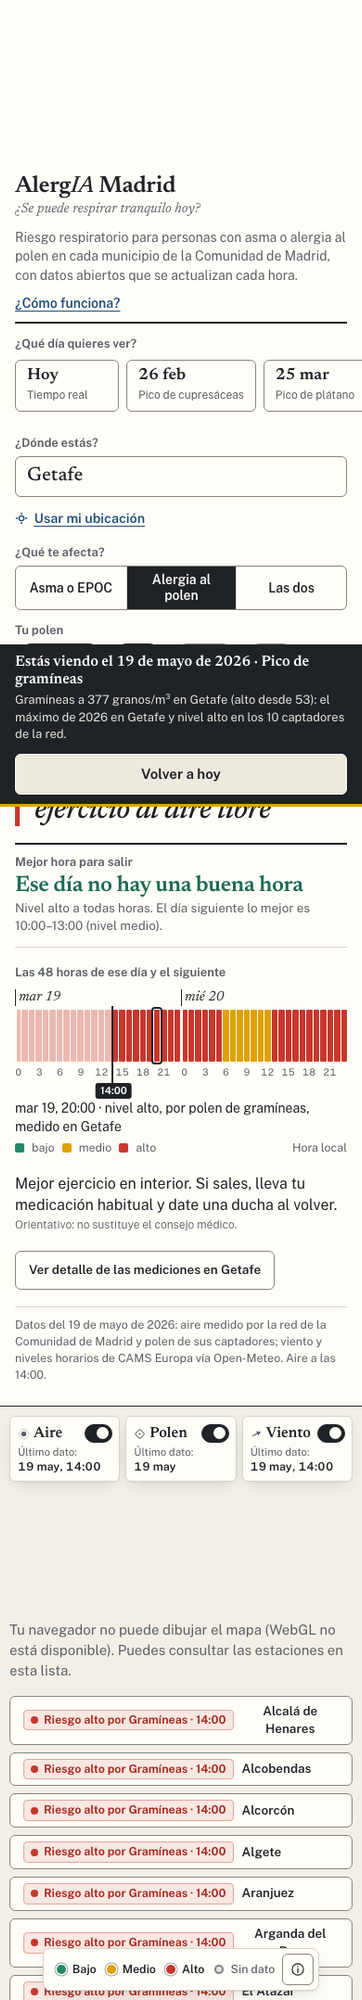 AlergIA Madrid
¿Se puede respirar tranquilo hoy?
Riesgo respiratorio para personas con asma o alergia al
polen en cada municipio de la Comunidad de Madrid,
con datos abiertos que se actualizan cada hora.
¿Cómo funciona?
¿Qué día quieres ver?
Hoy
Tiempo real
26 feb
Pico de cupresáceas
25 mar
Pico de plátano
¿Dónde estás?
Getafe
Usar mi ubicación
¿Qué te afecta?
Asma o EPOC
Alergia al
polen
Las dos
Tu polen
Estás viendo el 19 de mayo de 2026 · Pico de
gramíneas
Gramíneas a 377 granos/m³ en Getafe (alto desde 53): el
máximo de 2026 en Getafe y nivel alto en los 10 captadores
de la red.
Volver a hoy
ejercicio al aire libre
Mejor hora para salir
Ese día no hay una buena hora
Nivel alto a todas horas. El día siguiente lo mejor es
10:00–13:00 (nivel medio).
Las 48 horas de ese día y el siguiente
mar 19
mié 20
0 3 6 9 12 15 18 21 0 3 6 9 12 15 18 21
14:00
mar 19, 20:00 · nivel alto, por polen de gramíneas,
medido en Getafe
bajo medio alto
Hora local
Mejor ejercicio en interior. Si sales, lleva tu
medicación habitual y date una ducha al volver.
Orientativo: no sustituye el consejo médico.
Ver detalle de las mediciones en Getafe
Datos del 19 de mayo de 2026: aire medido por la red de la
Comunidad de Madrid y polen de sus captadores; viento y
niveles horarios de CAMS Europa vía Open-Meteo. Aire a las
14:00.
Aire
Último dato:
19 may, 14:00
Polen
Último dato:
19 may
Viento
Último dato:
19 may, 14:00
Tu navegador no puede dibujar el mapa (WebGL no
está disponible). Puedes consultar las estaciones en
esta lista.
Riesgo alto por Gramíneas · 14:00
Alcalá de
Henares
Riesgo alto por Gramíneas · 14:00 Alcobendas
Riesgo alto por Gramíneas · 14:00 Alcorcón
Riesgo alto por Gramíneas · 14:00 Algete
Riesgo alto por Gramíneas · 14:00 Aranjuez
Riesgo alto por Gramíneas · 14:00 Arganda del
Bajo Medio Alto Sin dato
Riesgo alto por Gramíneas · 14:00 El Atazar